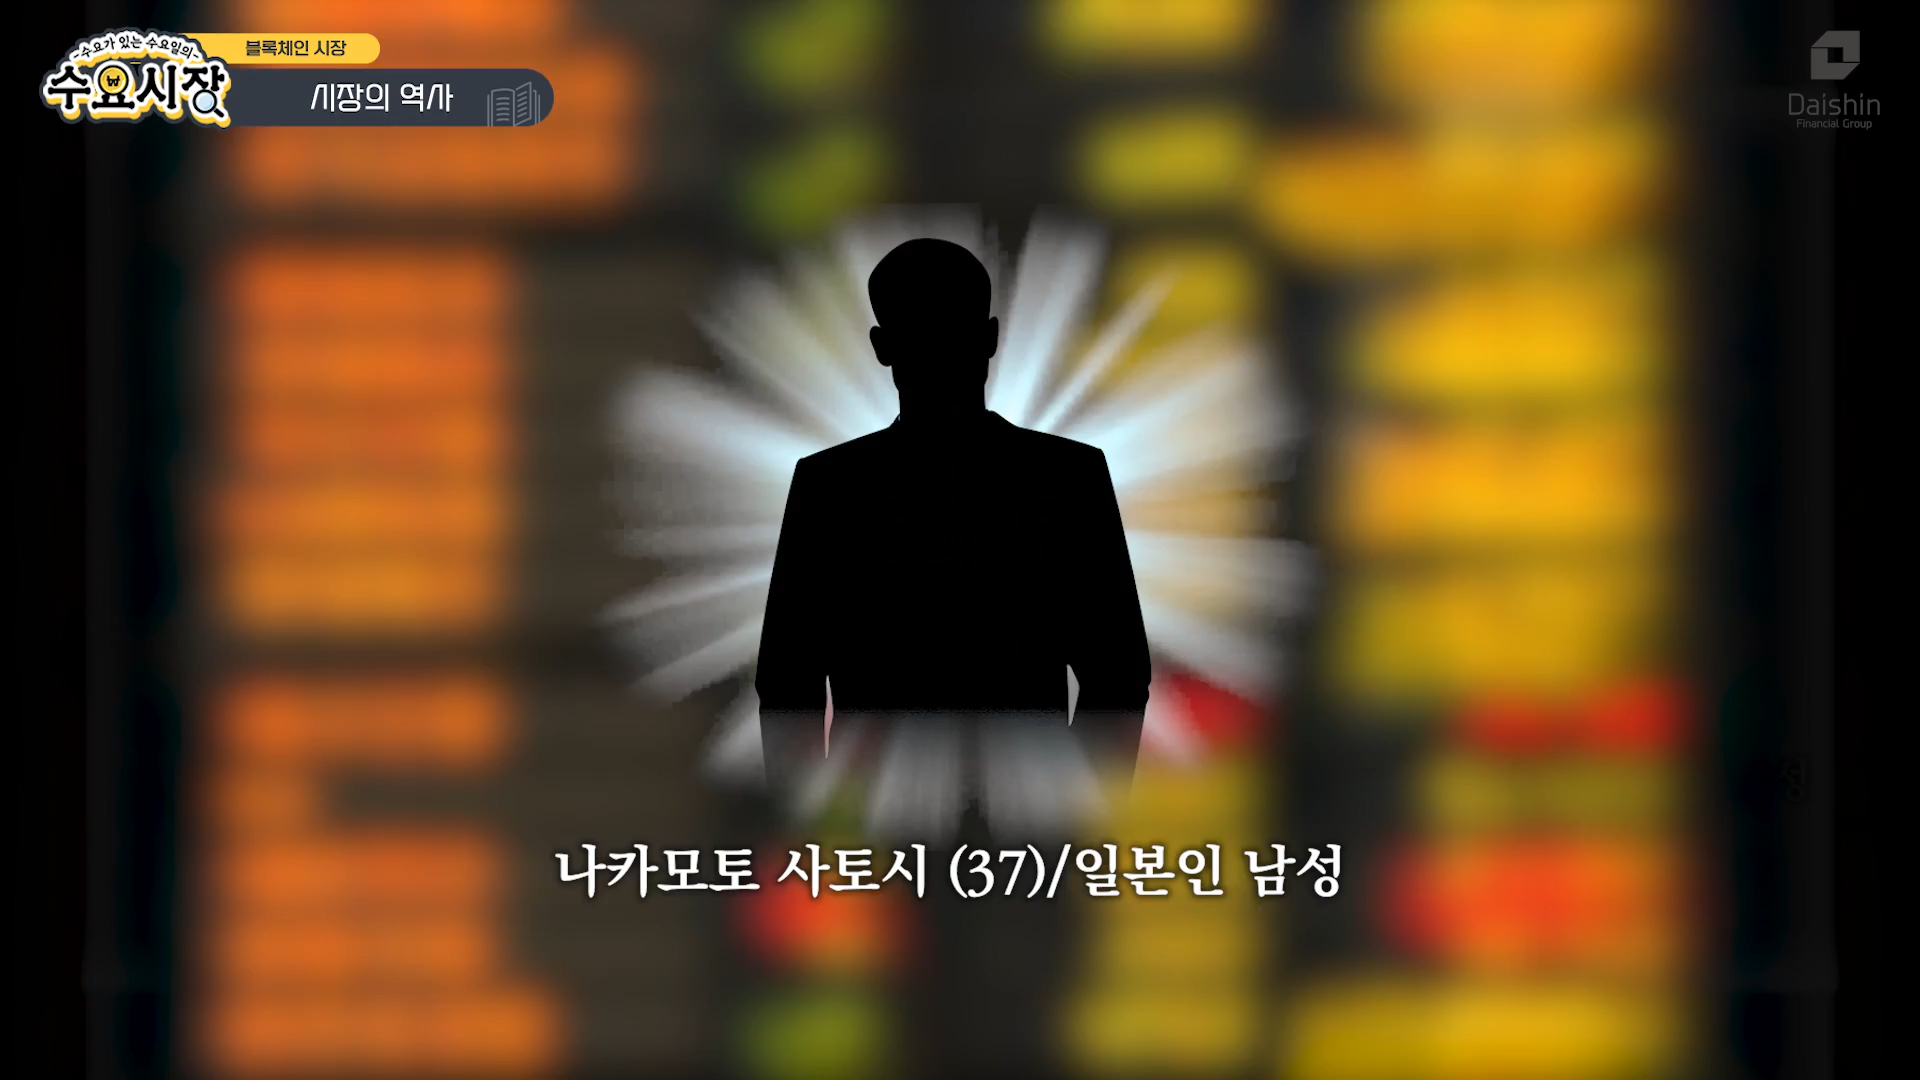 -수요가 있는 수요일의-
수요시장
블록체인 시장
시장의 역사
Daishin
Financial Group
나카모토 사토시 (37)/일본인 남성